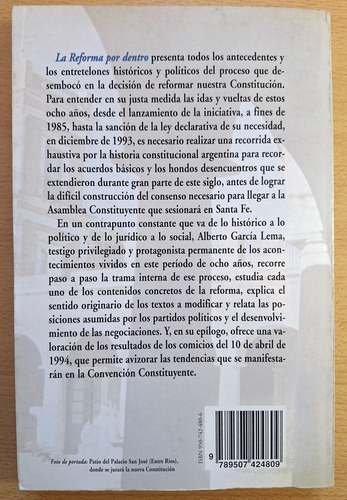 La Reforma por dentro presenta todos los antecedentes y
los entretelones históricos y políticos del proceso que de-
sembocó en la decisión de reformar nuestra Constitución.
Para entender en su justa medida las idas y vueltas de estos
ocho años, desde el lanzamiento de la iniciativa, a fines de
1985, hasta la sanción de la ley declarativa de su necesidad,
en diciembre de 1993, es necesario realizar una recorrida ex-
haustiva por la historia constitucional argentina para recor-
dar los acuerdos básicos y los hondos desencuentros que se
extendieron durante gran parte de este siglo, antes de lograr
la difícil construcción del consenso necesario para llegar a la
Asamblea Constituyente que sesionará en Santa Fe.
En un contrapunto constante que va de lo histórico a lo
político y de lo jurídico a lo social, Alberto García Lema,
testigo privilegiado y protagonista permanente de los acon-
tecimientos vividos en este período de ocho años, recorre
paso a paso la trama interna de ese proceso, estudia cada
uno de los contenidos concretos de la reforma, explica el
sentido originario de los textos a modificar y relata las po-
siciones asumidas por los partidos políticos y el desenvolvi-
miento de las negociaciones. Y, en su epílogo, ofrece una va-
loración de los resultados de los comicios del 10 de abril de
1994, que permite avizorar las tendencias que se manifesta-
rán en la Convención Constituyente.
Foto de portada: Patio del Palacio San José (Entre Ríos),
donde se jurará la nueva Constitución
ISBN 950-742-480-6
9 789507 424809